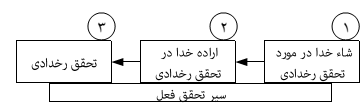 ۱
شاء خدا در مورد
تحقق رخدادی
۲
اراده خدا در
تحقق رخدادی
۳
تحقق رخدادی
سیر تحقق فعل